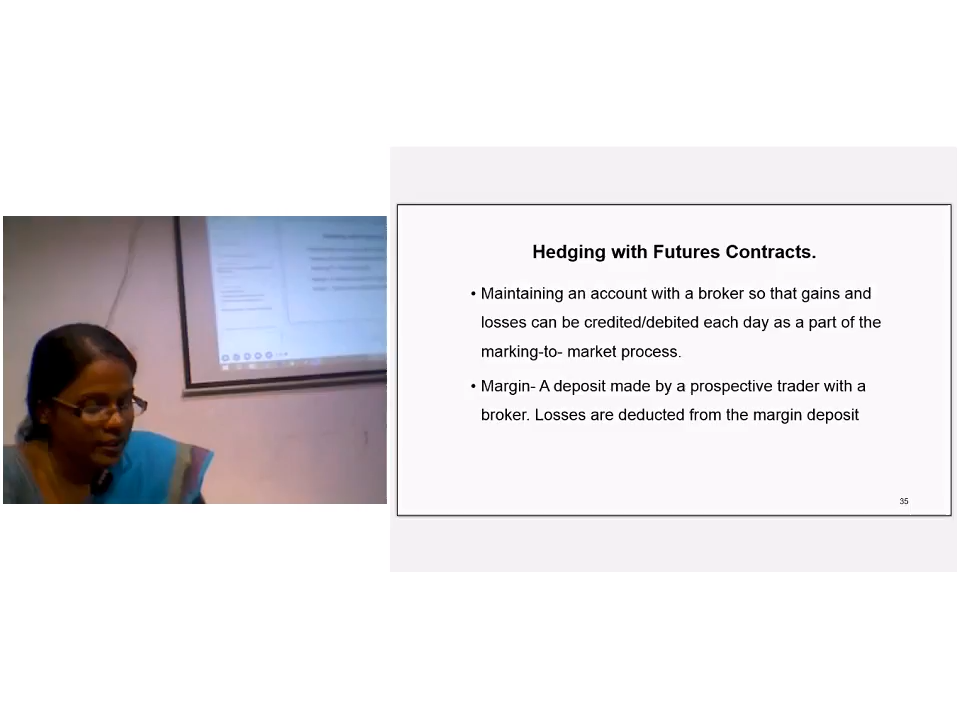 Hedging with Futures Contracts.
• Maintaining an account with a broker so that gains and
losses can be credited/debited each day as a part of the
marking-to- market process.
• Margin- A deposit made by a prospective trader with a
broker. Losses are deducted from the margin deposit
35